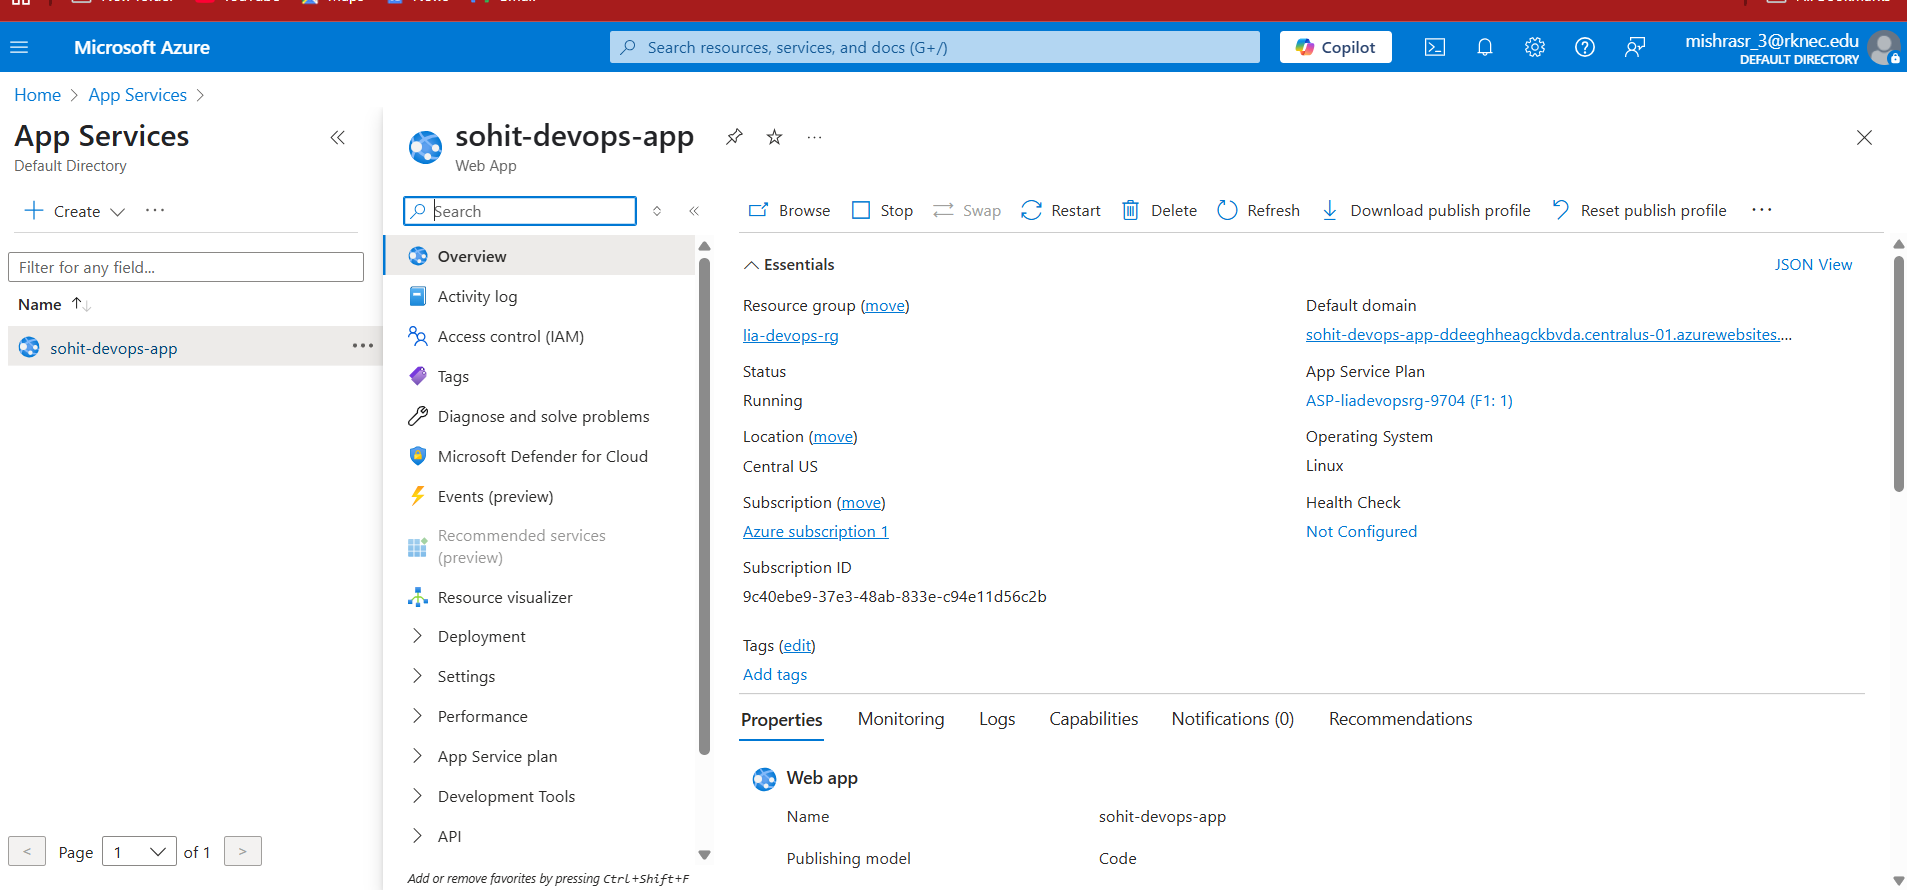 Microsoft Azure
Search resources, services, and docs (G+/)
Copilot
mishrasr_3@rknec.edu
DEFAULT DIRECTORY
Home > App Services >
App Services
Default Directory
Create
Filter for any field...
Name
sohit-devops-app
Page 1 of 1
sohit-devops-app
Web App
Search
Overview
Activity log
Access control (IAM)
Tags
Diagnose and solve problems
Microsoft Defender for Cloud
Events (preview)
Recommended services
(preview)
Resource visualizer
Deployment
Settings
Performance
App Service plan
Development Tools
API
Add or remove favorites by pressing Ctrl+Shift+F
Browse Stop Swap Restart Delete Refresh Download publish profile Reset publish profile
Essentials
JSON View
Resource group (move)
lia-devops-rg
Status
Running
Location (move)
Central US
Subscription (move)
Azure subscription 1
Subscription ID
9c40ebe9-37e3-48ab-833e-c94e11d56c2b
Tags (edit)
Add tags
Default domain
sohit-devops-app-ddeeghheagckbvda.centralus-01.azurewebsites....
App Service Plan
ASP-liadevopsrg-9704 (F1: 1)
Operating System
Linux
Health Check
Not Configured
Properties Monitoring Logs Capabilities Notifications (0) Recommendations
Web app
Name sohit-devops-app
Publishing model Code